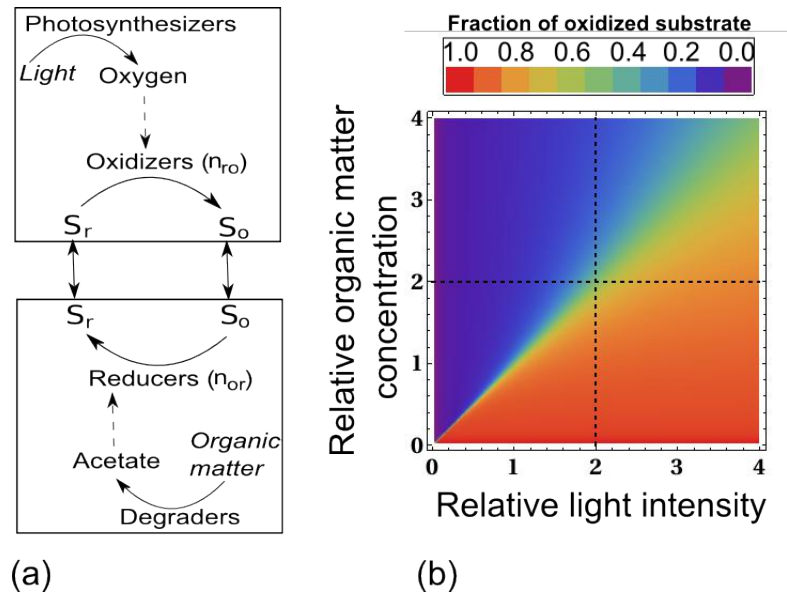 Photosynthesizers
Light
Oxygen
Oxidizers (nro)
Sr So
Sr So
Reducers (nor)
Acetate
Organic
matter
Degraders
(a)
Fraction of oxidized substrate
1.0 0.8 0.6 0.4 0.2 0.0
Relative organic matter
concentration
4
3
2
1
0
0 1 2 3 4
Relative light intensity
(b)